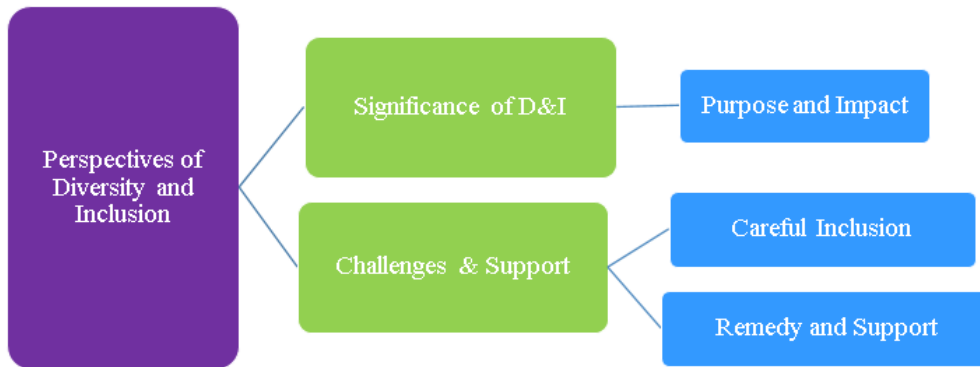 Perspectives of
Diversity and
Inclusion
Significance of D&I
Purpose and Impact
Challenges & Support
Careful Inclusion
Remedy and Support